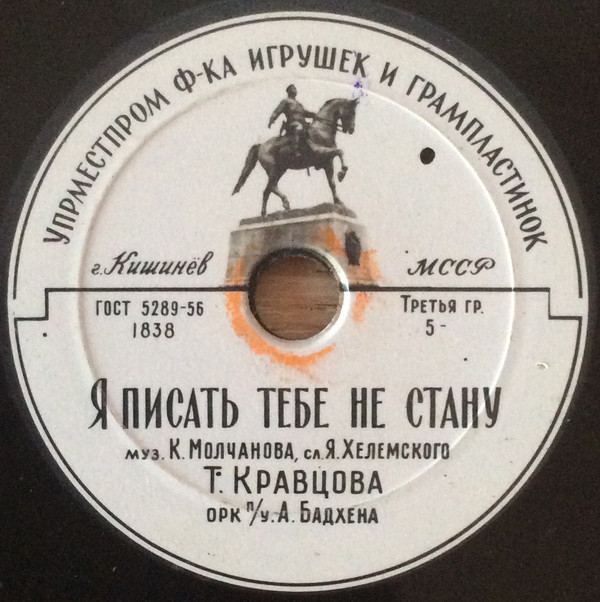 УПРМЕСТПРОМ Ф-КА ИГРУШЕК И ГРАМПЛАСТИНОК
г. Кишинёв
МССР
ГОСТ 5289-56
1838
Третья гр.
5-
Я ПИСАТЬ ТЕБЕ НЕ СТАНУ
муз. К. Молчанова, сл. Я. Хелемского
Т. КРАВЦОВА
орк п/у. А. Бадхена